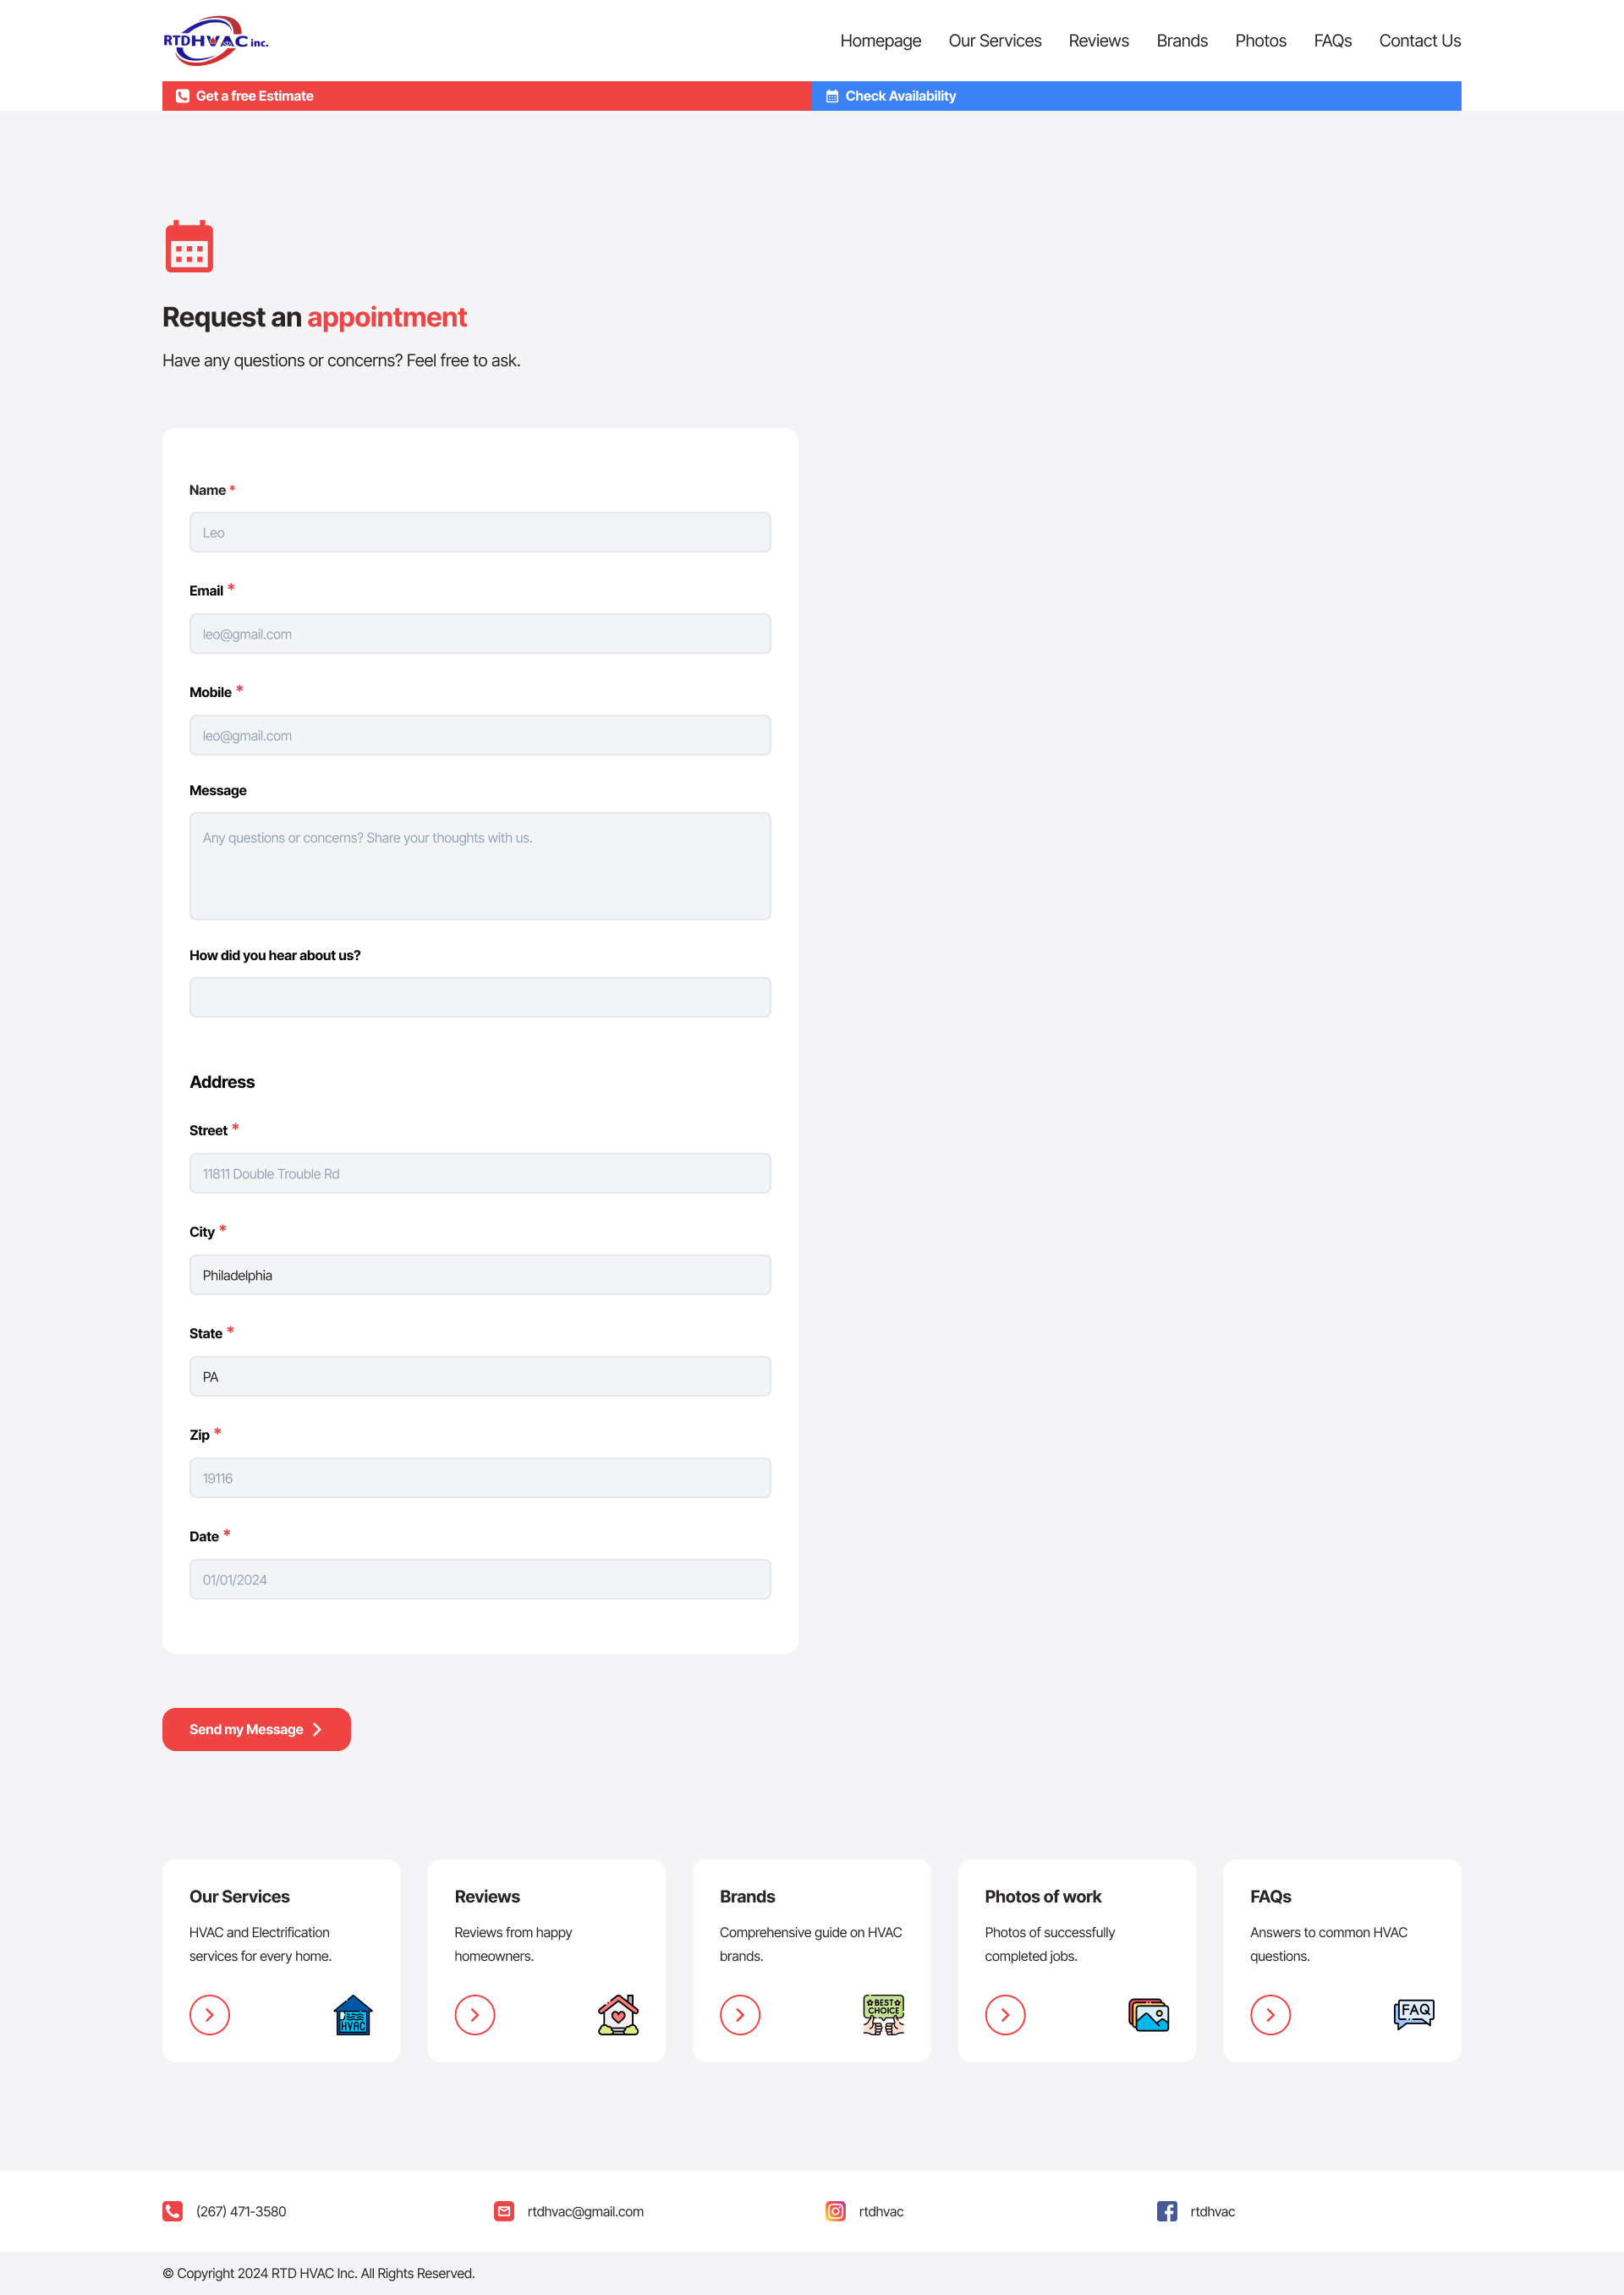 RTDHVAC inc.
Homepage
Our Services
Reviews
Brands
Photos
FAQs
Contact Us
Get a free Estimate
Check Availability
Request an appointment
Have any questions or concerns? Feel free to ask.
Name *
Leo
Email *
leo@gmail.com
Mobile *
leo@gmail.com
Message
Any questions or concerns? Share your thoughts with us.
How did you hear about us?
Address
Street *
11811 Double Trouble Rd
City *
Philadelphia
State *
PA
Zip *
19116
Date *
01/01/2024
Send my Message
Our Services
HVAC and Electrification
services for every home.
HVAC
Reviews
Reviews from happy
homeowners.
Brands
Comprehensive guide on HVAC
brands.
BEST
CHOICE
Photos of work
Photos of successfully
completed jobs.
FAQs
Answers to common HVAC
questions.
FAQ
(267) 471-3580
rtdhvac@gmail.com
rtdhvac
rtdhvac
© Copyright 2024 RTD HVAC Inc. All Rights Reserved.